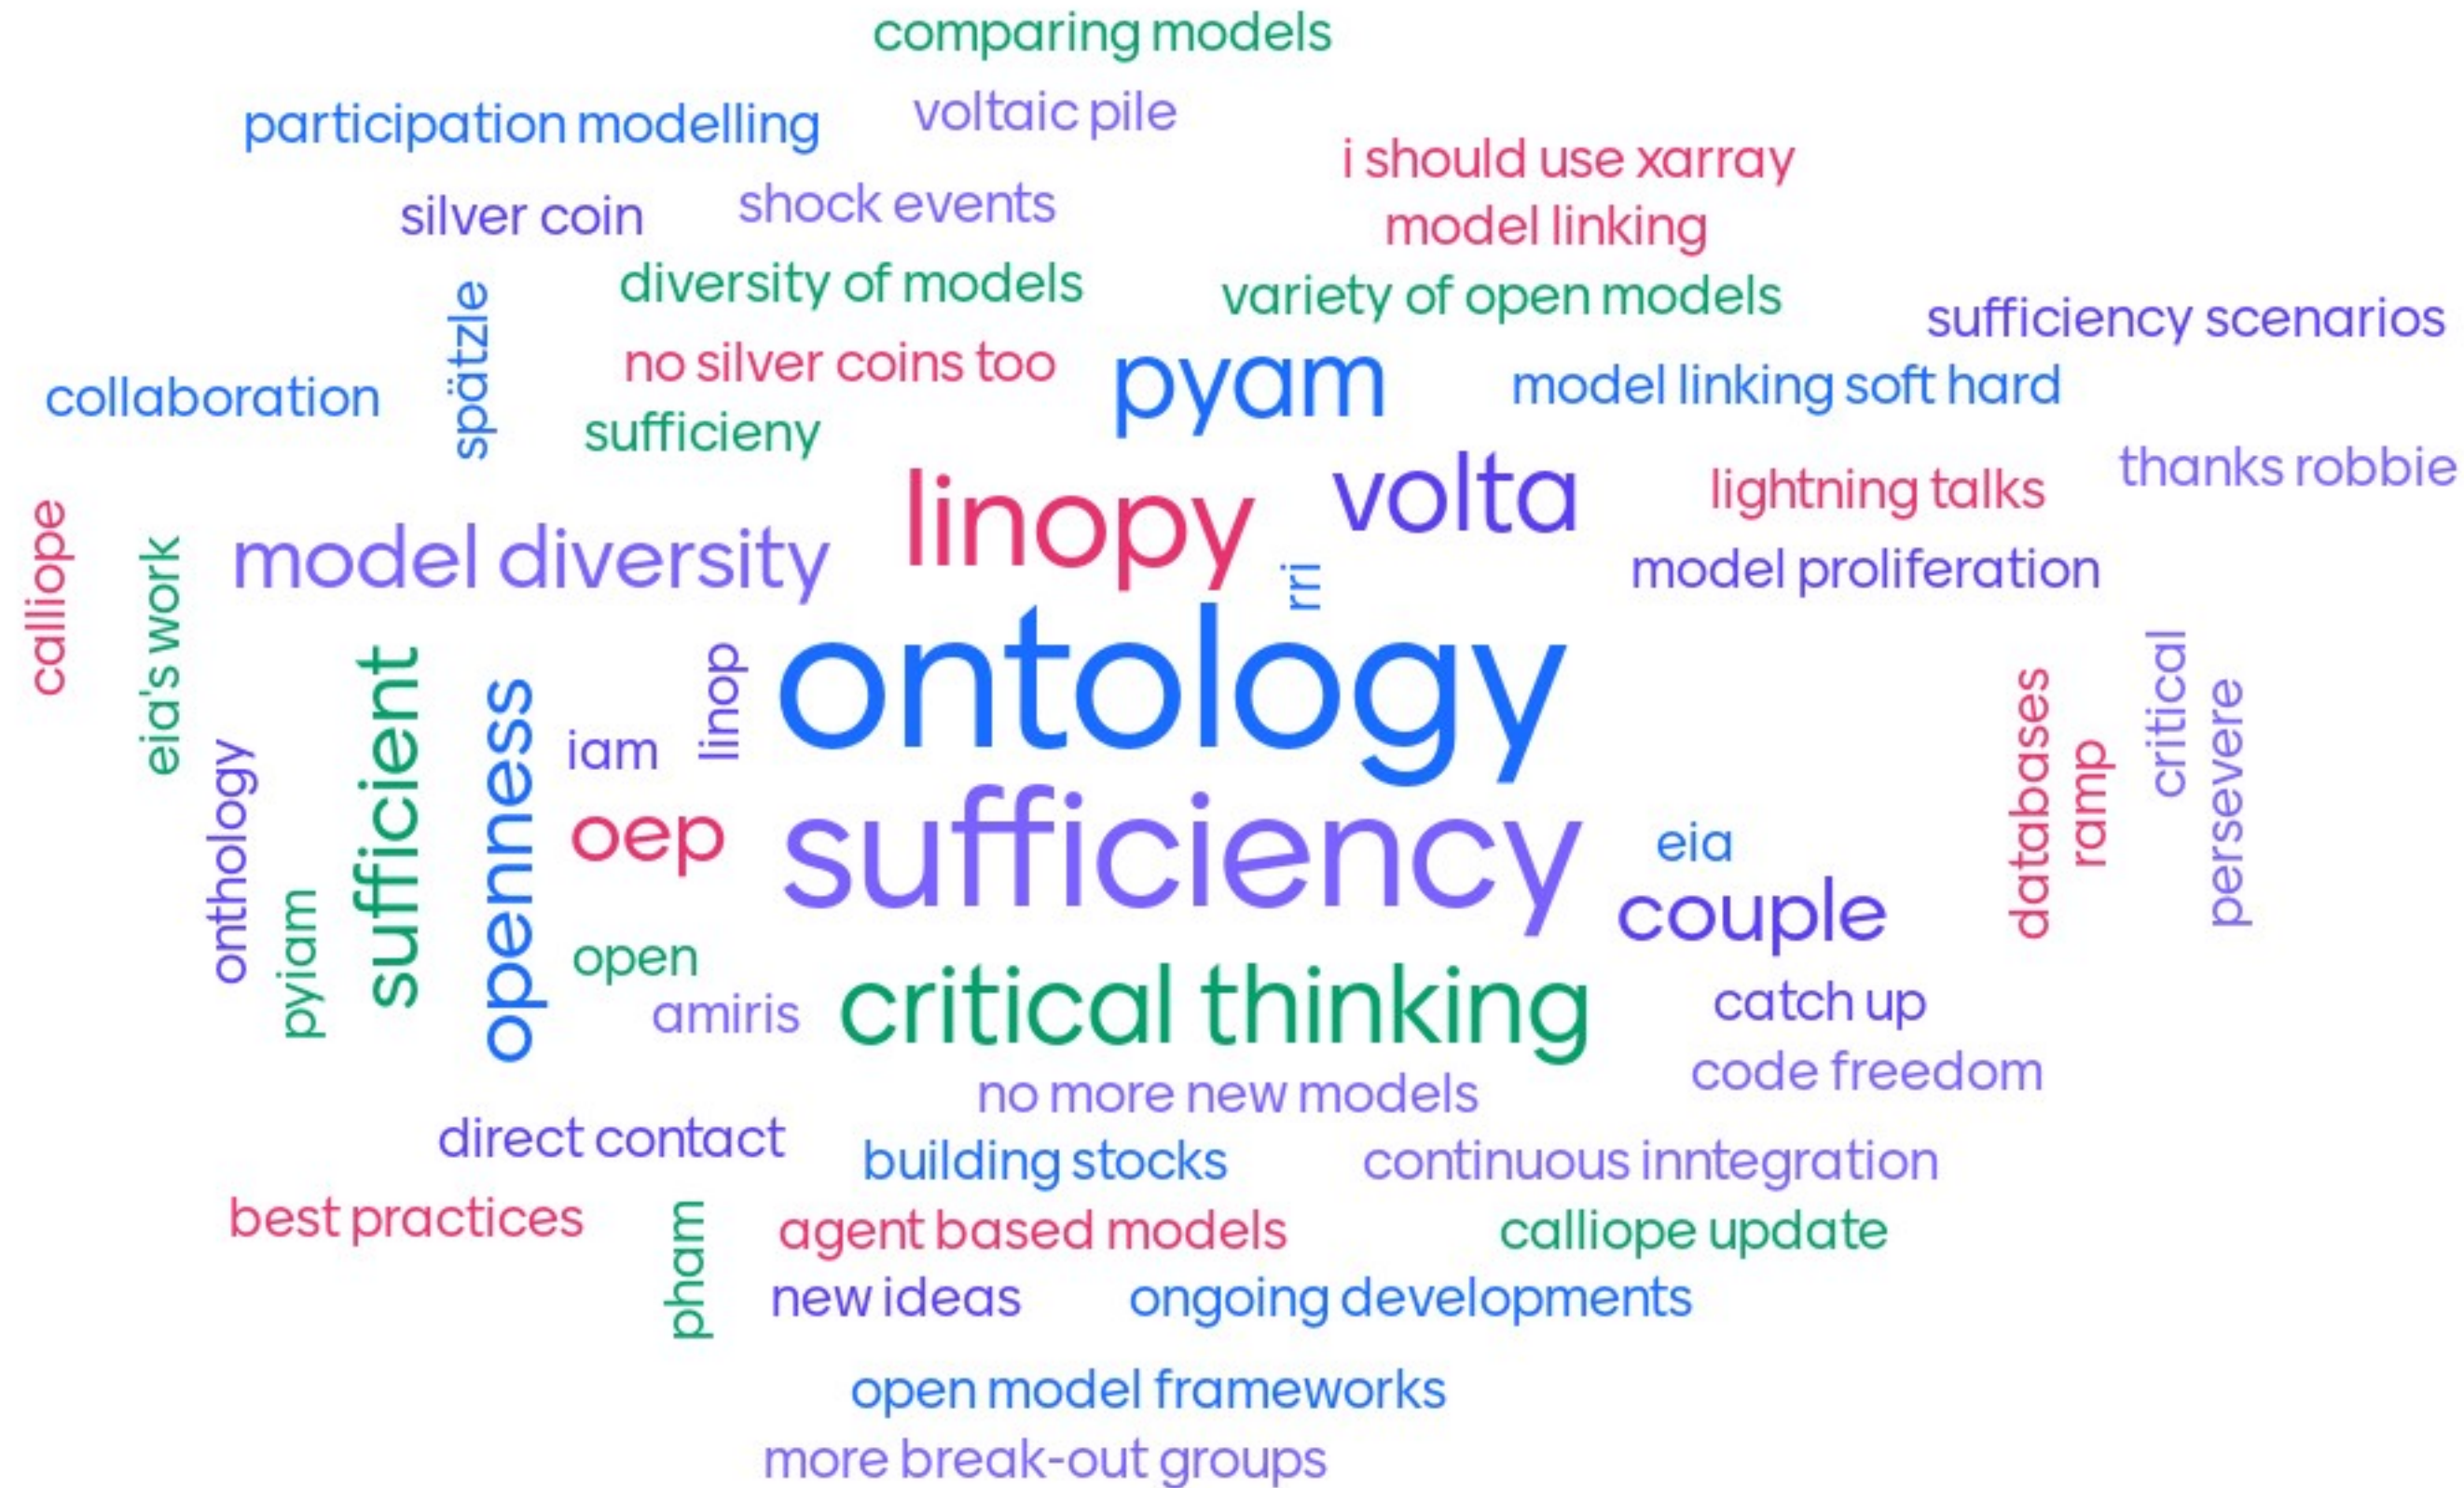 comparing models
participation modelling
voltaic pile
i should use xarray
silver coin
shock events
model linking
diversity of models
variety of open models
sufficiency scenarios
spätzle
no silver coins too
pyam
model linking soft hard
collaboration
sufficieny
linopy
volta
lightning talks
thanks robbie
calliope
eia's work
model diversity
rri
model proliferation
ontology
linop
sufficient
openness
iam
onthology
pyiam
oep
sufficiency
eia
couple
databases
ramp
critical
persevere
open
amiris
critical thinking
catch up
code freedom
no more new models
direct contact
building stocks
continuous inntegration
best practices
pham
agent based models
calliope update
new ideas
ongoing developments
open model frameworks
more break-out groups